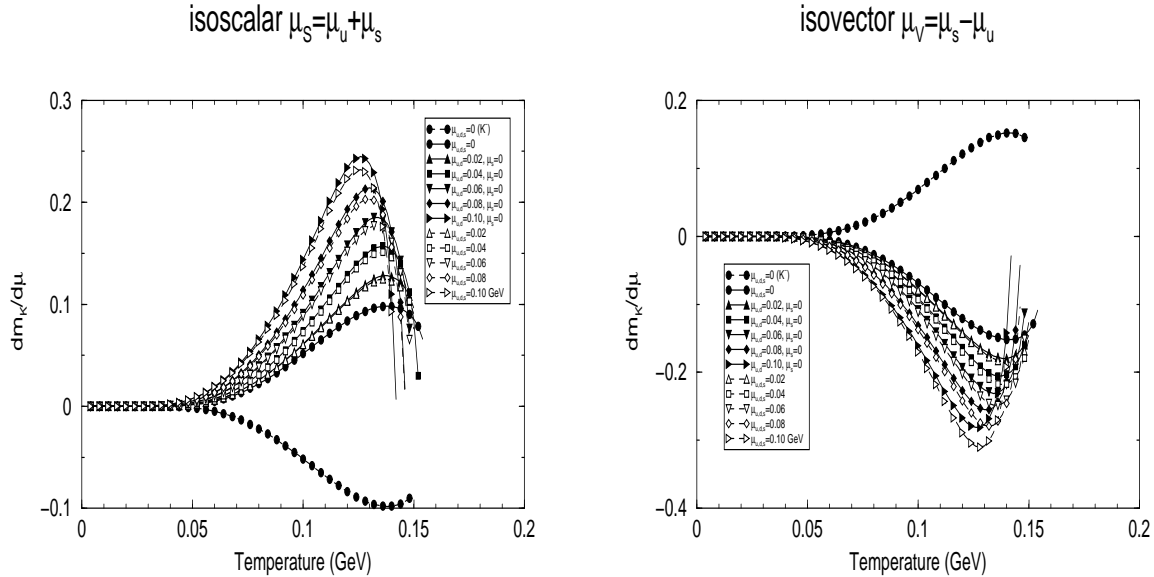 isoscalar μS=μu+μs
0.3
0.2
0.1
0
-0.1
dmK/dμ
0
0.05
0.1
0.15
0.2
Temperature (GeV)
μu,d,s=0 (K-)
μu,d,s=0
μu,d=0.02, μs=0
μu,d=0.04, μs=0
μu,d=0.06, μs=0
μu,d=0.08, μs=0
μu,d=0.10, μs=0
μu,d,s=0.02
μu,d,s=0.04
μu,d,s=0.06
μu,d,s=0.08
μu,d,s=0.10 GeV
isovector μV=μs−μu
0.2
0
-0.2
-0.4
dmK/dμ
0
0.05
0.1
0.15
0.2
Temperature (GeV)
μu,d,s=0 (K-)
μu,d,s=0
μu,d=0.02, μs=0
μu,d=0.04, μs=0
μu,d=0.06, μs=0
μu,d=0.08, μs=0
μu,d=0.10, μs=0
μu,d,s=0.02
μu,d,s=0.04
μu,d,s=0.06
μu,d,s=0.08
μu,d,s=0.10 GeV